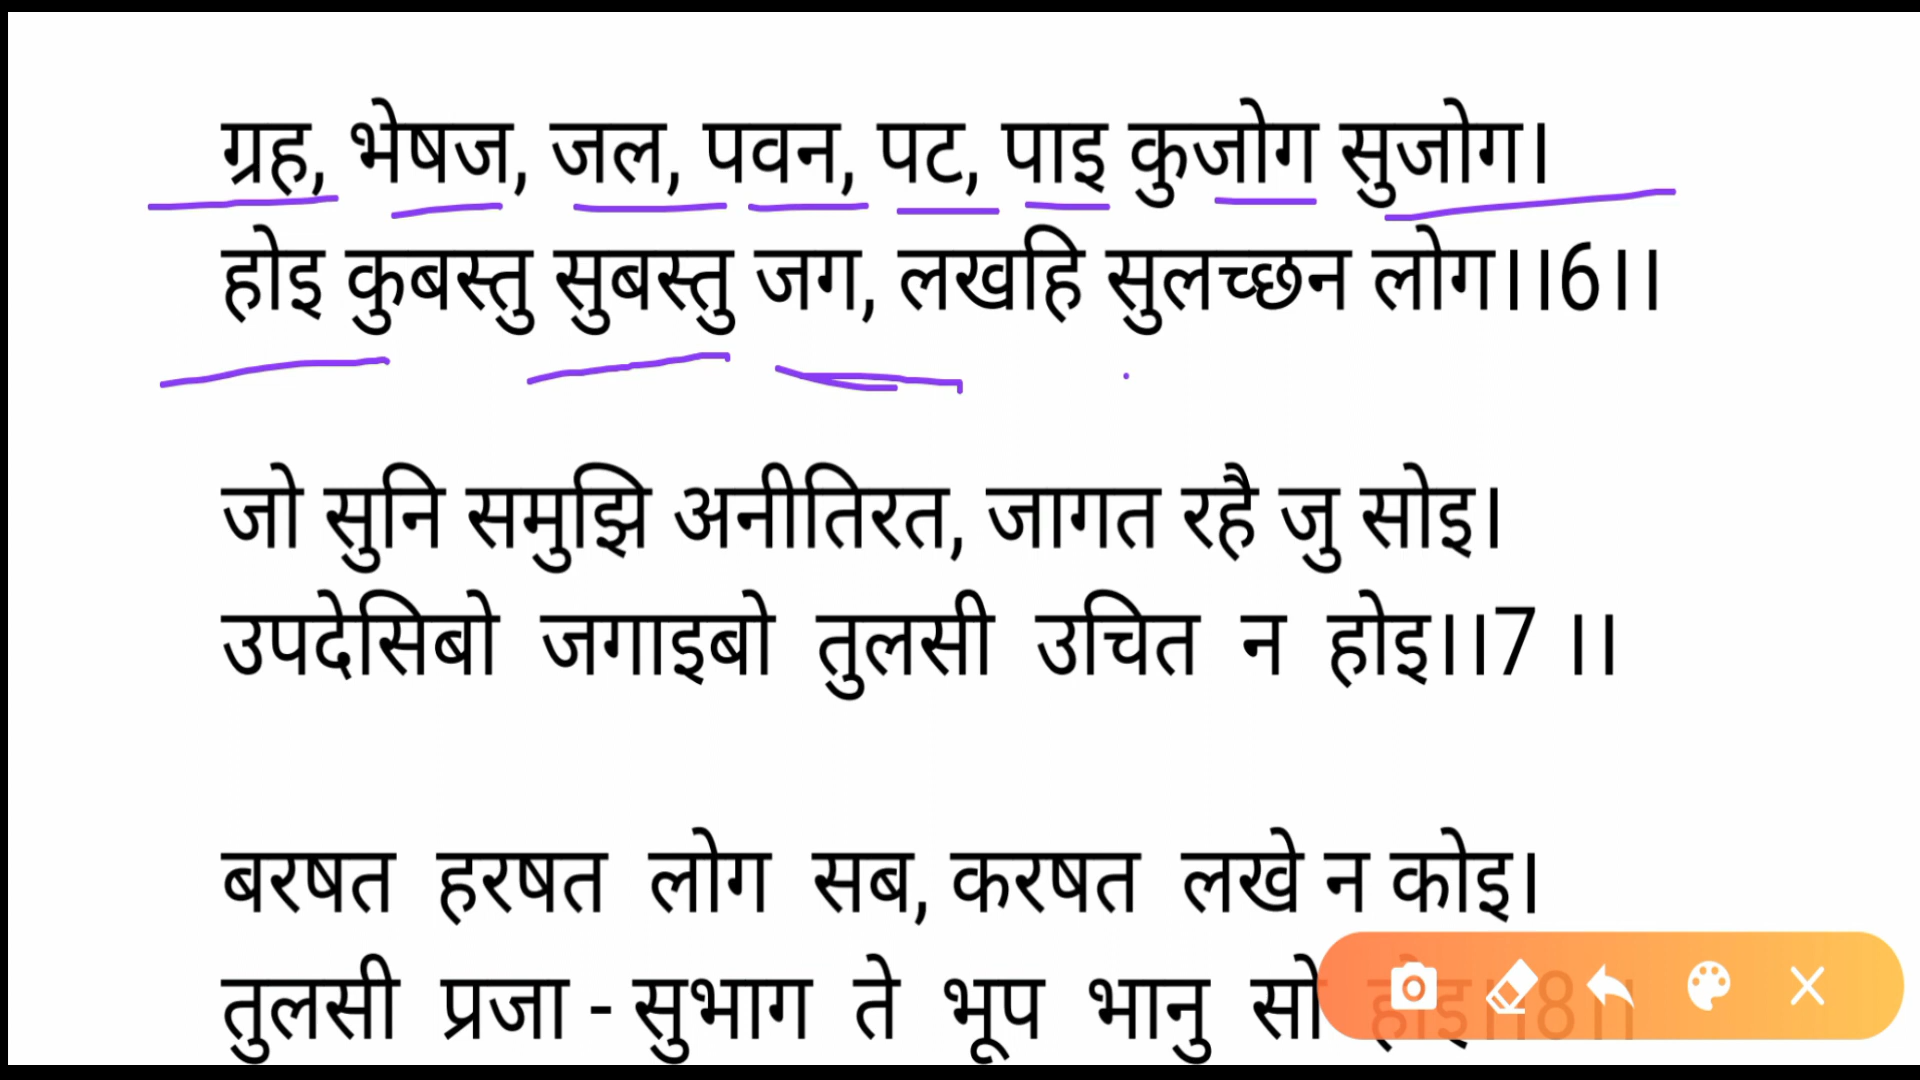 ग्रह, भेषज, जल, पवन, पट, पाइ कुजोग सुजोग।
होइ कुबस्तु सुबस्तु जग, लखहि सुलच्छन लोग।।6।।
जो सुनि समुझि अनीतिरत, जागत रहै जु सोइ।
उपदेसिबो जगाइबो तुलसी उचित न होइ।।7 ।।
बरषत हरषत लोग सब, करषत लखे न कोइ।
तुलसी प्रजा - सुभाग ते भूप भानु सो होइ।।8।।